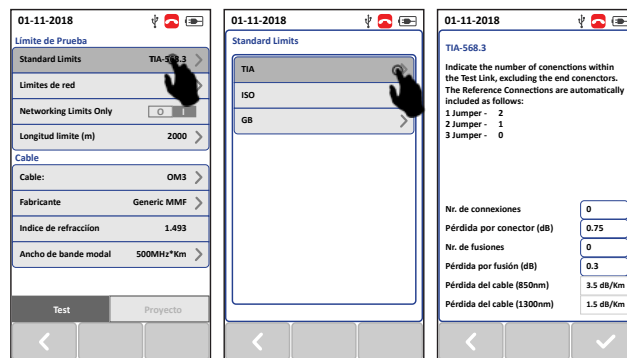 01-11-2018
Límite de Prueba
Standard Limits TIA-568.3
Limites de red
Networking Limits Only O I
Longitud limite (m) 2000
Cable
Cable: OM3
Fabricante Generic MMF
Indice de refracciíon 1.493
Ancho de bande modal 500MHz*Km
Test Proyecto
01-11-2018
Standard Limits
TIA
ISO
GB
01-11-2018
TIA-568.3
Indicate the number of conenctions within
the Test Link, excluding the end conenctors.
The Reference Connections are automatically
included as follows:
1 Jumper - 2
2 Jumper - 1
3 Jumper - 0
Nr. de connexiones 0
Pérdida por conector (dB) 0.75
Nr. de fusiones 0
Pérdida por fusión (dB) 0.3
Pérdida del cable (850nm) 3.5 dB/Km
Pérdida del cable (1300nm) 1.5 dB/Km